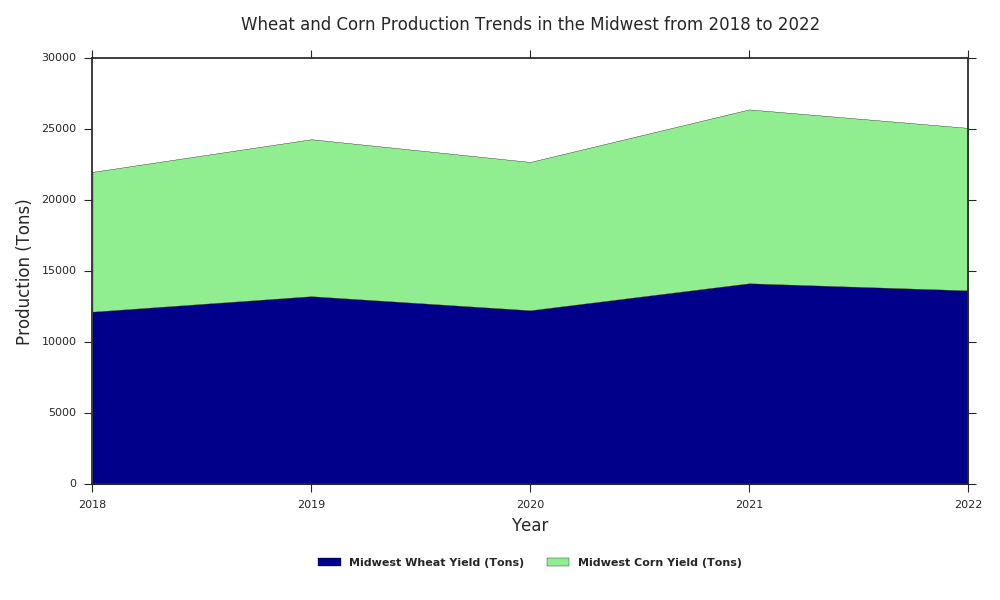 Wheat and Corn Production Trends in the Midwest from 2018 to 2022
30000
25000
20000
15000
10000
5000
0
Production (Tons)
2018 2019 2020 2021 2022
Year
Midwest Wheat Yield (Tons) Midwest Corn Yield (Tons)